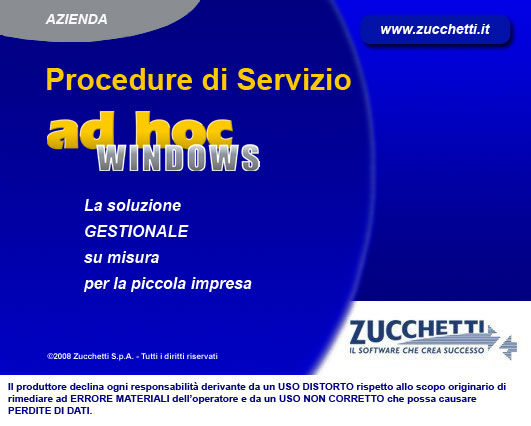 AZIENDA
www.zucchetti.it
Procedure di Servizio
ad hoc
WINDOWS
La soluzione
GESTIONALE
su misura
per la piccola impresa
ZUCCHETTI
IL SOFTWARE CHE CREA SUCCESSO
©2008 Zucchetti S.p.A. - Tutti i diritti riservati
Il produttore declina ogni responsabilità derivante da un USO DISTORTO rispetto allo scopo originario di
rimediare ad ERRORE MATERIALI dell'operatore e da un USO NON CORRETTO che possa causare
PERDITE DI DATI.